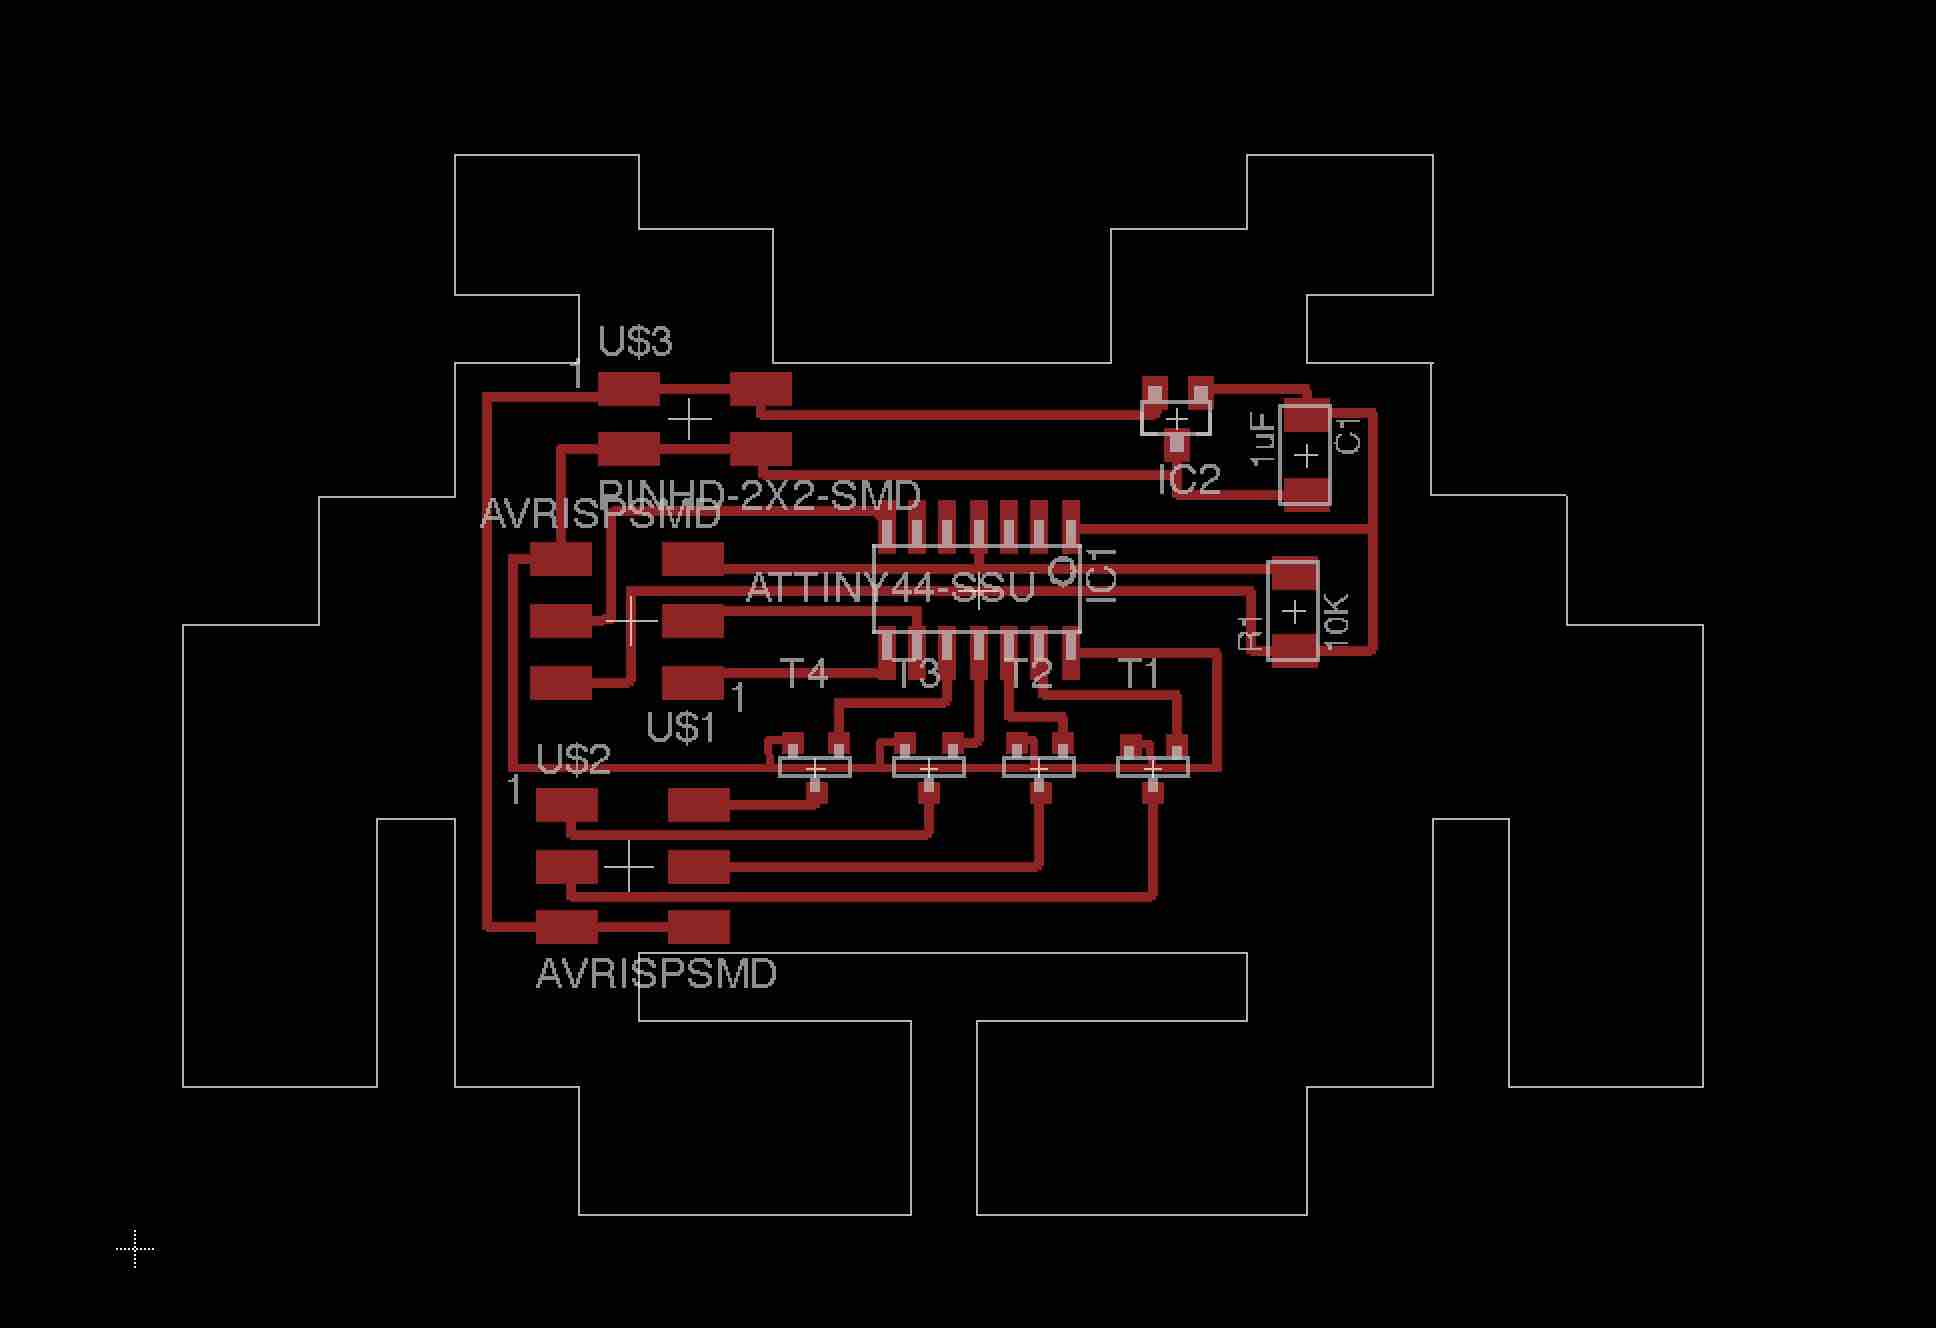 U$3
1
1uF
C1
IC2
PINHD-2X2-SMD
AVRISPSMD
ATTINY44-SSU
IC1
R1
10K
T4
T3
T2
T1
1
U$1
U$2
1
AVRISPSMD